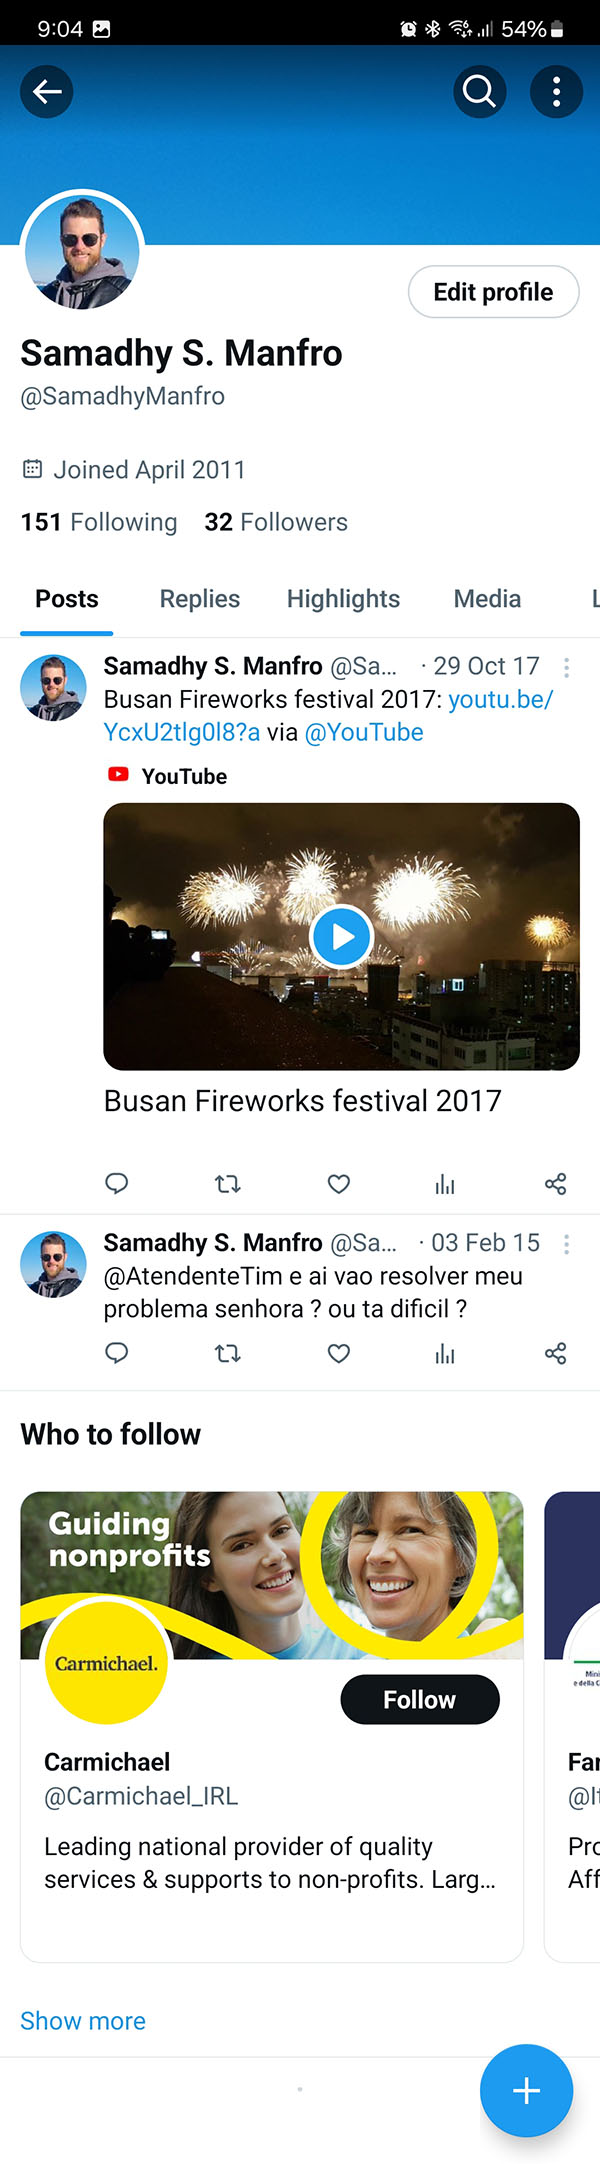 9:04
54%
Edit profile
Samadhy S. Manfro
@SamadhyManfro
Joined April 2011
151 Following 32 Followers
Posts Replies Highlights Media L
Samadhy S. Manfro @Sa... · 29 Oct 17
Busan Fireworks festival 2017: youtu.be/
YcxU2tlg0l8?a via @YouTube
YouTube
Busan Fireworks festival 2017
Samadhy S. Manfro @Sa... · 03 Feb 15
@AtendenteTim e ai vao resolver meu
problema senhora ? ou ta dificil ?
Who to follow
Guiding
nonprofits
Carmichael.
Follow
Carmichael
@Carmichael_IRL
Leading national provider of quality
services & supports to non-profits. Larg...
Mini
e della C
Far
@It
Pro
Aff
Show more